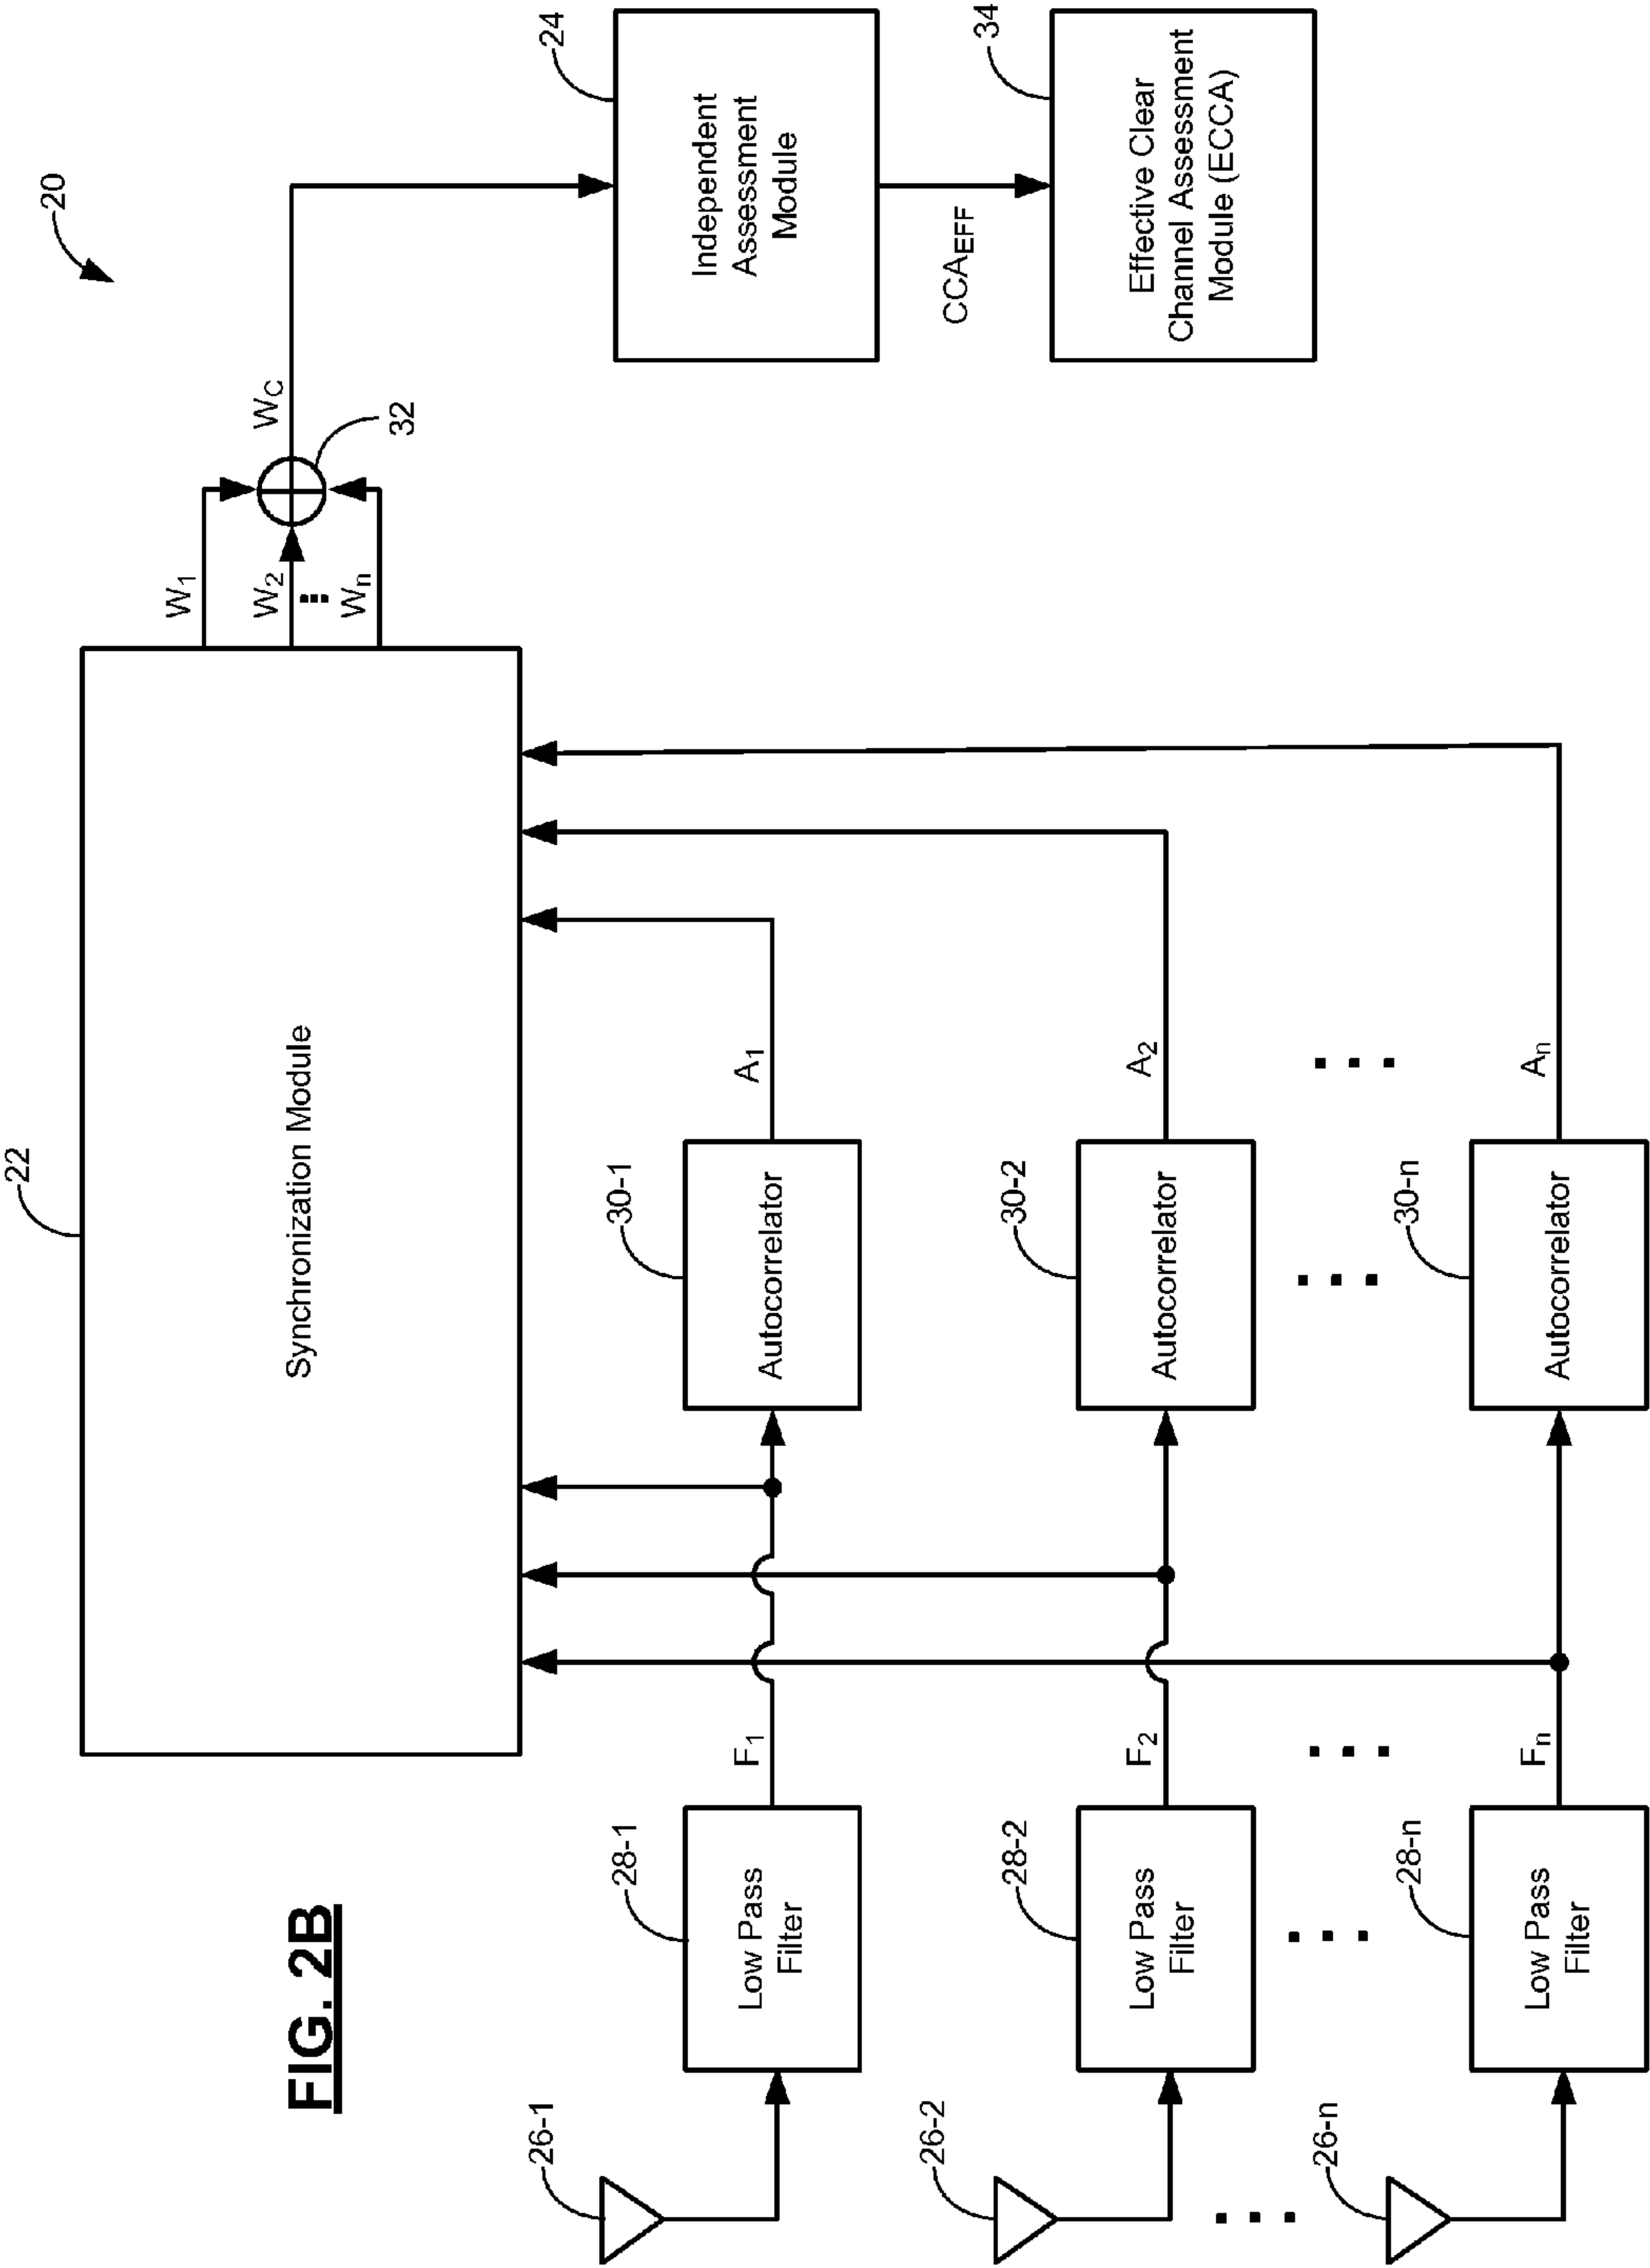 FIG. 2B
20
22
Synchronization Module
W1
W2
Wn
WC
32
24
Independent
Assessment
Module
CCAEFF
34
Effective Clear
Channel Assessment
Module (ECCA)
26-1
28-1
Low Pass
Filter
F1
30-1
Autocorrelator
A1
26-2
28-2
Low Pass
Filter
F2
30-2
Autocorrelator
A2
26-n
28-n
Low Pass
Filter
Fn
30-n
Autocorrelator
An